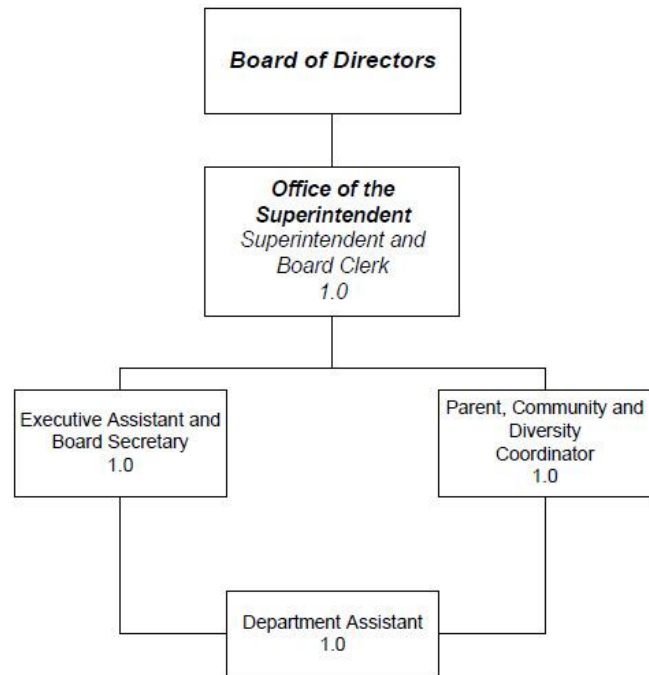 Board of Directors
Office of the
Superintendent
Superintendent and
Board Clerk
1.0
Executive Assistant and
Board Secretary
1.0
Parent, Community and
Diversity
Coordinator
1.0
Department Assistant
1.0